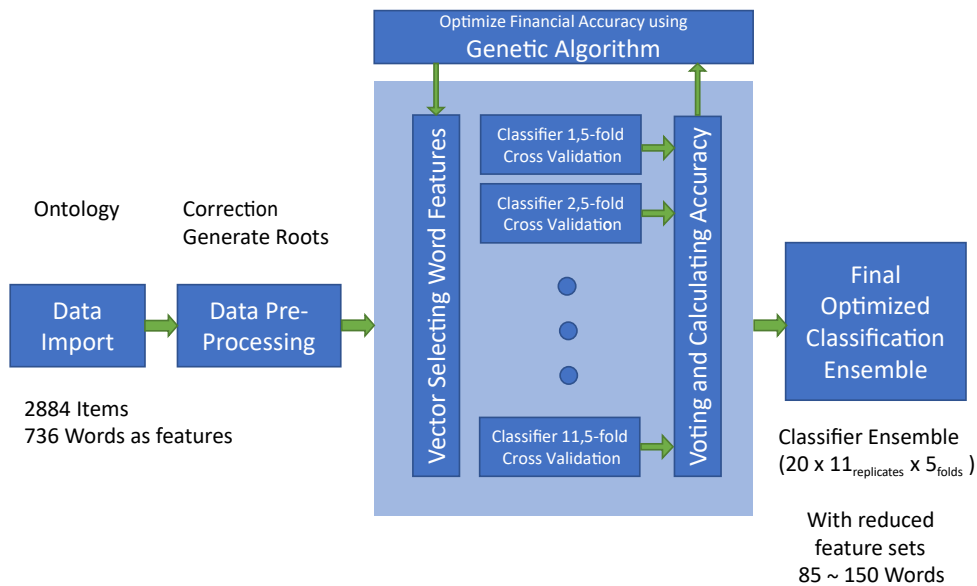 Optimize Financial Accuracy using
Genetic Algorithm
Ontology
Correction
Generate Roots
Data
Import
Data Pre-
Processing
2884 Items
736 Words as features
Vector Selecting Word Features
Classifier 1,5-fold
Cross Validation
Classifier 2,5-fold
Cross Validation
Classifier 11,5-fold
Cross Validation
Voting and Calculating Accuracy
Final
Optimized
Classification
Ensemble
Classifier Ensemble
(20 x 11replicates x 5folds )
With reduced
feature sets
85 ~ 150 Words